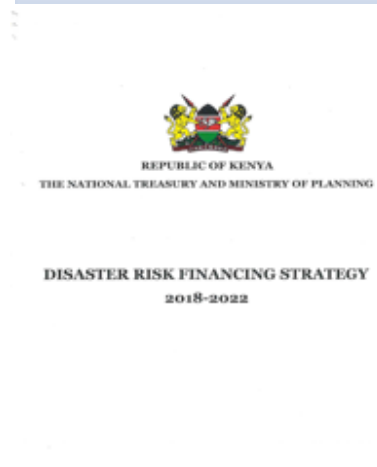 REPUBLIC OF KENYA
THE NATIONAL TREASURY AND MINISTRY OF PLANNING
DISASTER RISK FINANCING STRATEGY
2018-2022